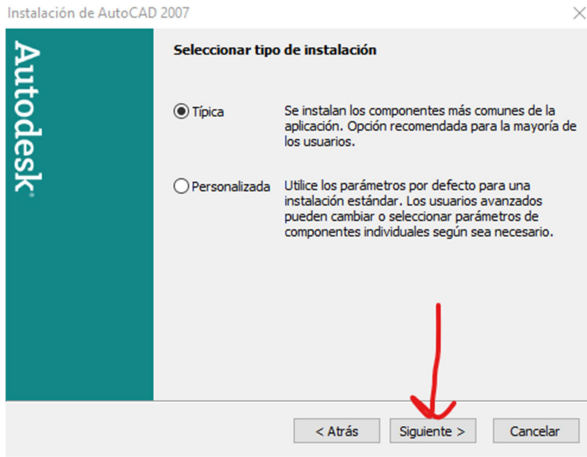 Instalación de AutoCAD 2007
Autodesk
Seleccionar tipo de instalación
Típica
Se instalan los componentes más comunes de la
aplicación. Opción recomendada para la mayoría de
los usuarios.
Personalizada
Utilice los parámetros por defecto para una
instalación estándar. Los usuarios avanzados
pueden cambiar o seleccionar parámetros de
componentes individuales según sea necesario.
< Atrás
Siguiente >
Cancelar